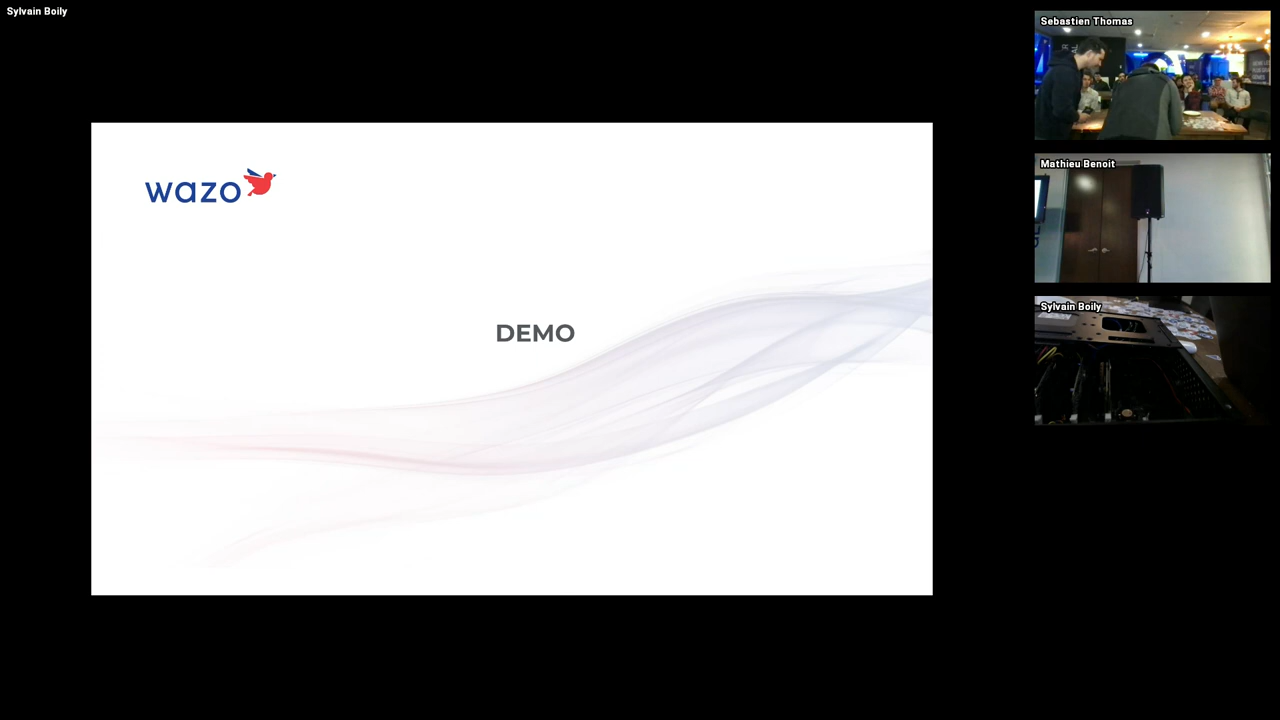 Sylvain Boily
wazo
DEMO
Sebastien Thomas
Mathieu Benoit
Sylvain Boily